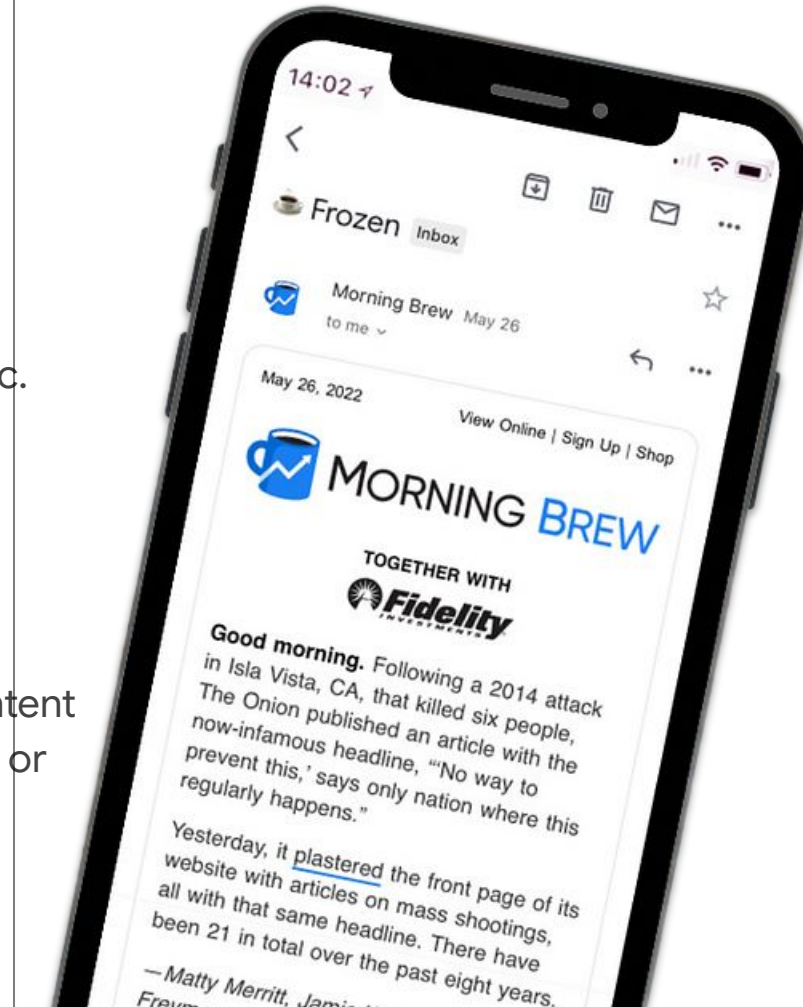 c.
or
14:02
Frozen Inbox
Morning Brew May 26
to me
May 26, 2022
View Online | Sign Up | Shop
MORNING BREW
TOGETHER WITH
Fidelity
INVESTMENTS
Good morning. Following a 2014 attack
in Isla Vista, CA, that killed six people,
The Onion published an article with the
now-infamous headline, “‘No way to
prevent this,’ says only nation where this
regularly happens.”
Yesterday, it plastered the front page of its
website with articles on mass shootings,
all with that same headline. There have
been 21 in total over the past eight years.
—Matty Merritt,